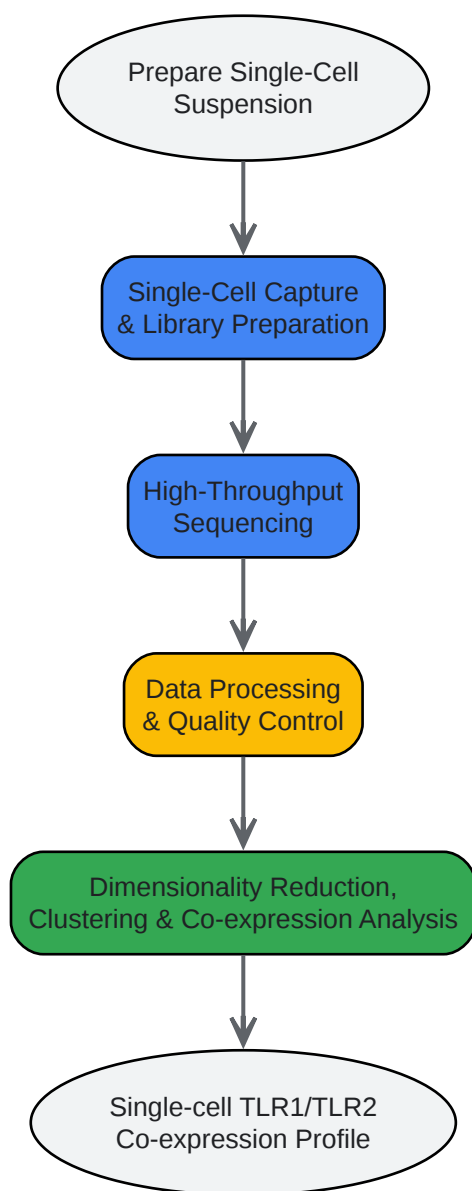 Prepare Single-Cell
Suspension
Single-Cell Capture
& Library Preparation
High-Throughput
Sequencing
Data Processing
& Quality Control
Dimensionality Reduction,
Clustering & Co-expression Analysis
Single-cell TLR1/TLR2
Co-expression Profile